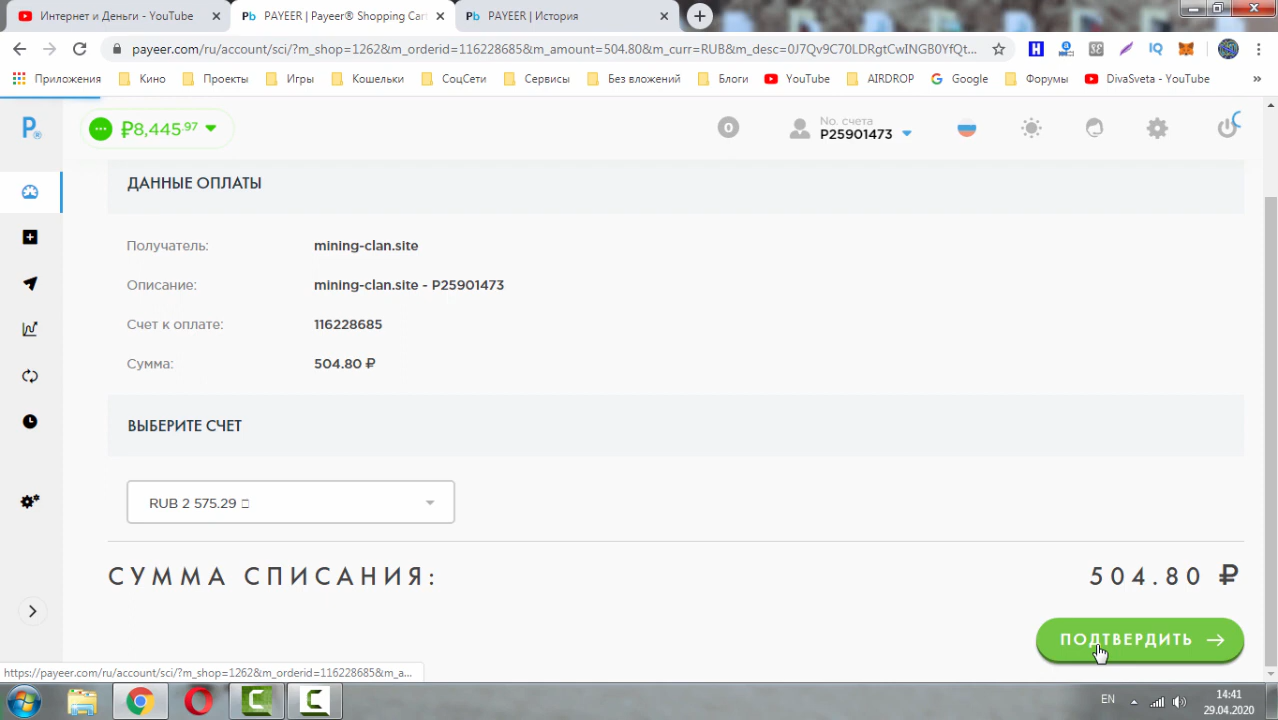 Интернет и Деньги - YouTube
PAYEER | Payeer® Shopping Car
PAYEER | История
payeer.com/ru/account/sci/?m_shop=1262&m_orderid=116228685&m_amount=504.80&m_curr=RUB&m_desc=0J7Qv9C70LDRgtCwINGB0YfQt...
Приложения
Кино
Проекты
Игры
Кошельки
СоцСети
Сервисы
Без вложений
Блоги
YouTube
AIRDROP
Google
Форумы
DivaSveta - YouTube
»
₽8,445.97
0
No. счета
P25901473
ДАННЫЕ ОПЛАТЫ
Получатель: mining-clan.site
Описание: mining-clan.site - P25901473
Счет к оплате: 116228685
Сумма: 504.80 ₽
ВЫБЕРИТЕ СЧЕТ
RUB 2 575.29
СУММА СПИСАНИЯ: 504.80 ₽
ПОДТВЕРДИТЬ
https://payeer.com/ru/account/sci/?m_shop=1262&m_orderid=116228685&m_a...
EN
14:41
29.04.2020